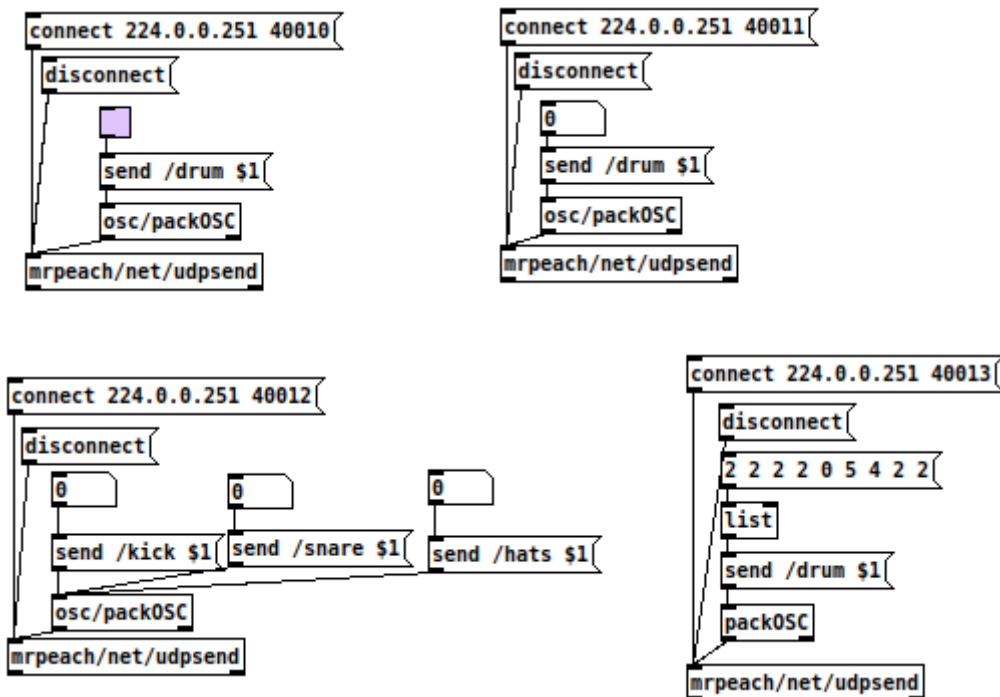 connect 224.0.0.251 40010
disconnect
send /drum $1
osc/packOSC
mrpeach/net/udpsend
connect 224.0.0.251 40011
disconnect
0
send /drum $1
osc/packOSC
mrpeach/net/udpsend
connect 224.0.0.251 40012
disconnect
0
0
0
send /kick $1
send /snare $1
send /hats $1
osc/packOSC
mrpeach/net/udpsend
connect 224.0.0.251 40013
disconnect
2 2 2 2 0 5 4 2 2
list
send /drum $1
packOSC
mrpeach/net/udpsend